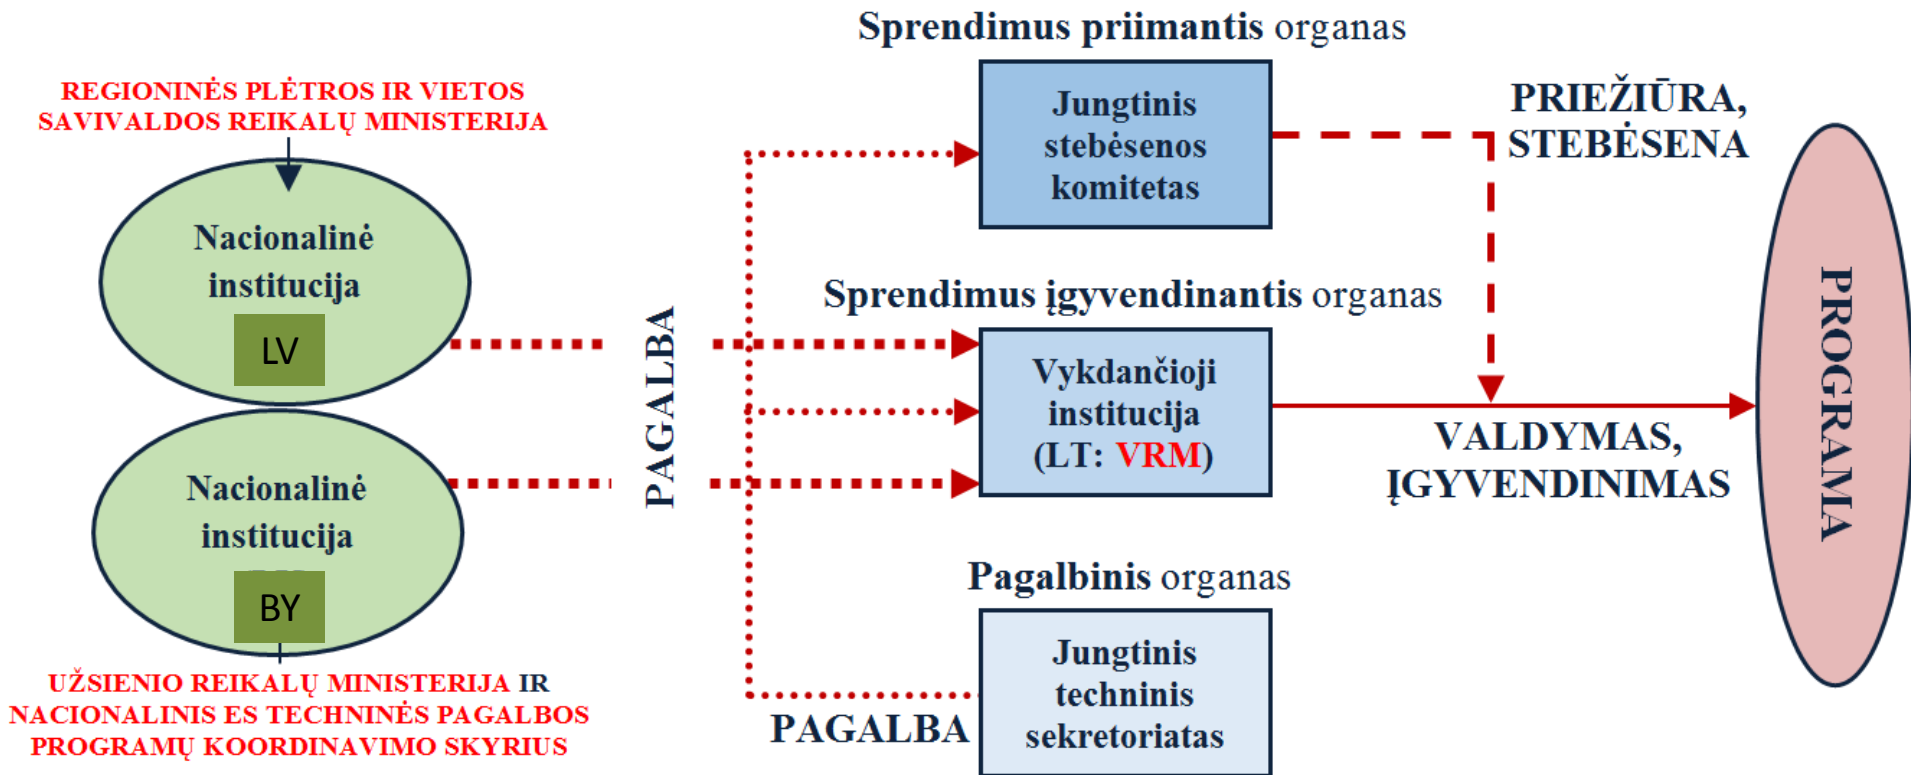 REGIONINĖS PLĖTROS IR VIETOS
SAVIVALDOS REIKALŲ MINISTERIJA
Nacionalinė
institucija
LV
Nacionalinė
institucija
BY
UŽSIENIO REIKALŲ MINISTERIJA IR
NACIONALINIS ES TECHNINĖS PAGALBOS
PROGRAMŲ KOORDINAVIMO SKYRIUS
PAGALBA
Sprendimus priimantis organas
Jungtinis
stebėsenos
komitetas
Sprendimus įgyvendinantis organas
Vykdančioji
institucija
(LT: VRM)
Pagalbinis organas
Jungtinis
techninis
sekretoriatas
PAGALBA
PRIEŽIŪRA,
STEBĖSENA
VALDYMAS,
ĮGYVENDINIMAS
PROGRAMA